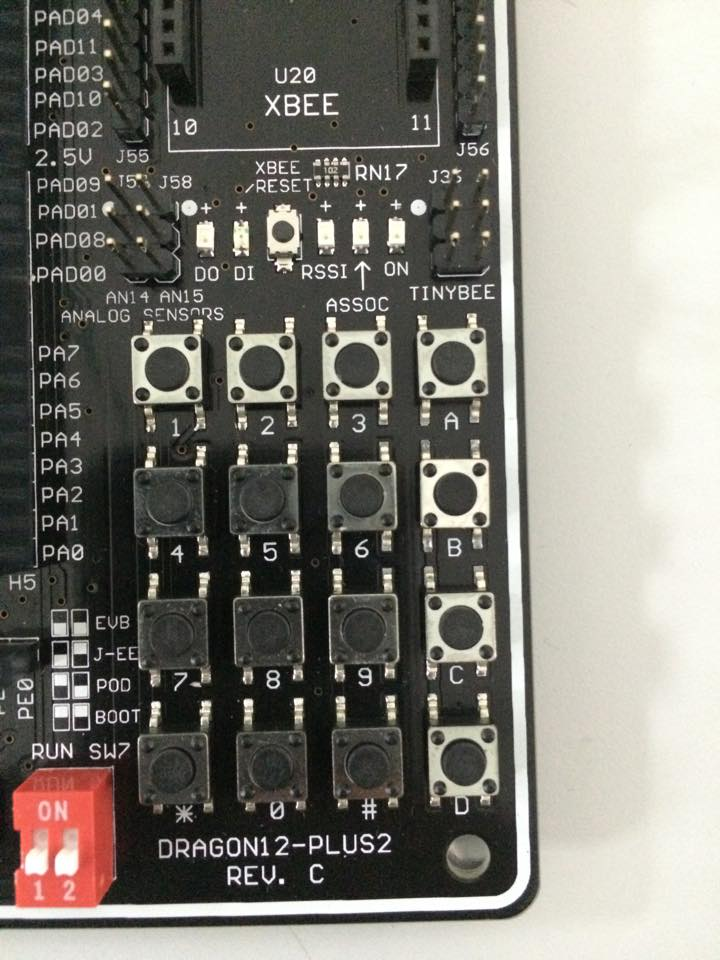 PAD04
PAD11
PAD03
PAD10
PAD02
2.5V
PAD09
PAD01
PAD08
PAD00
U20
XBEE
10
11
J55
J56
J58
XBEE
RESET
102
RN17
+
+
+
+
+
DO
DI
RSSI
↑
ON
ASSOC
TINYBEE
AN14 AN15
ANALOG SENSORS
PA7
PA6
PA5
PA4
PA3
PA2
PA1
PA0
H5
1
2
3
A
4
5
6
B
7
8
9
C
*
0
#
D
EVB
J-EE
POD
BOOT
PE0
RUN SW7
ON
1 2
DRAGON12-PLUS2
REV. C